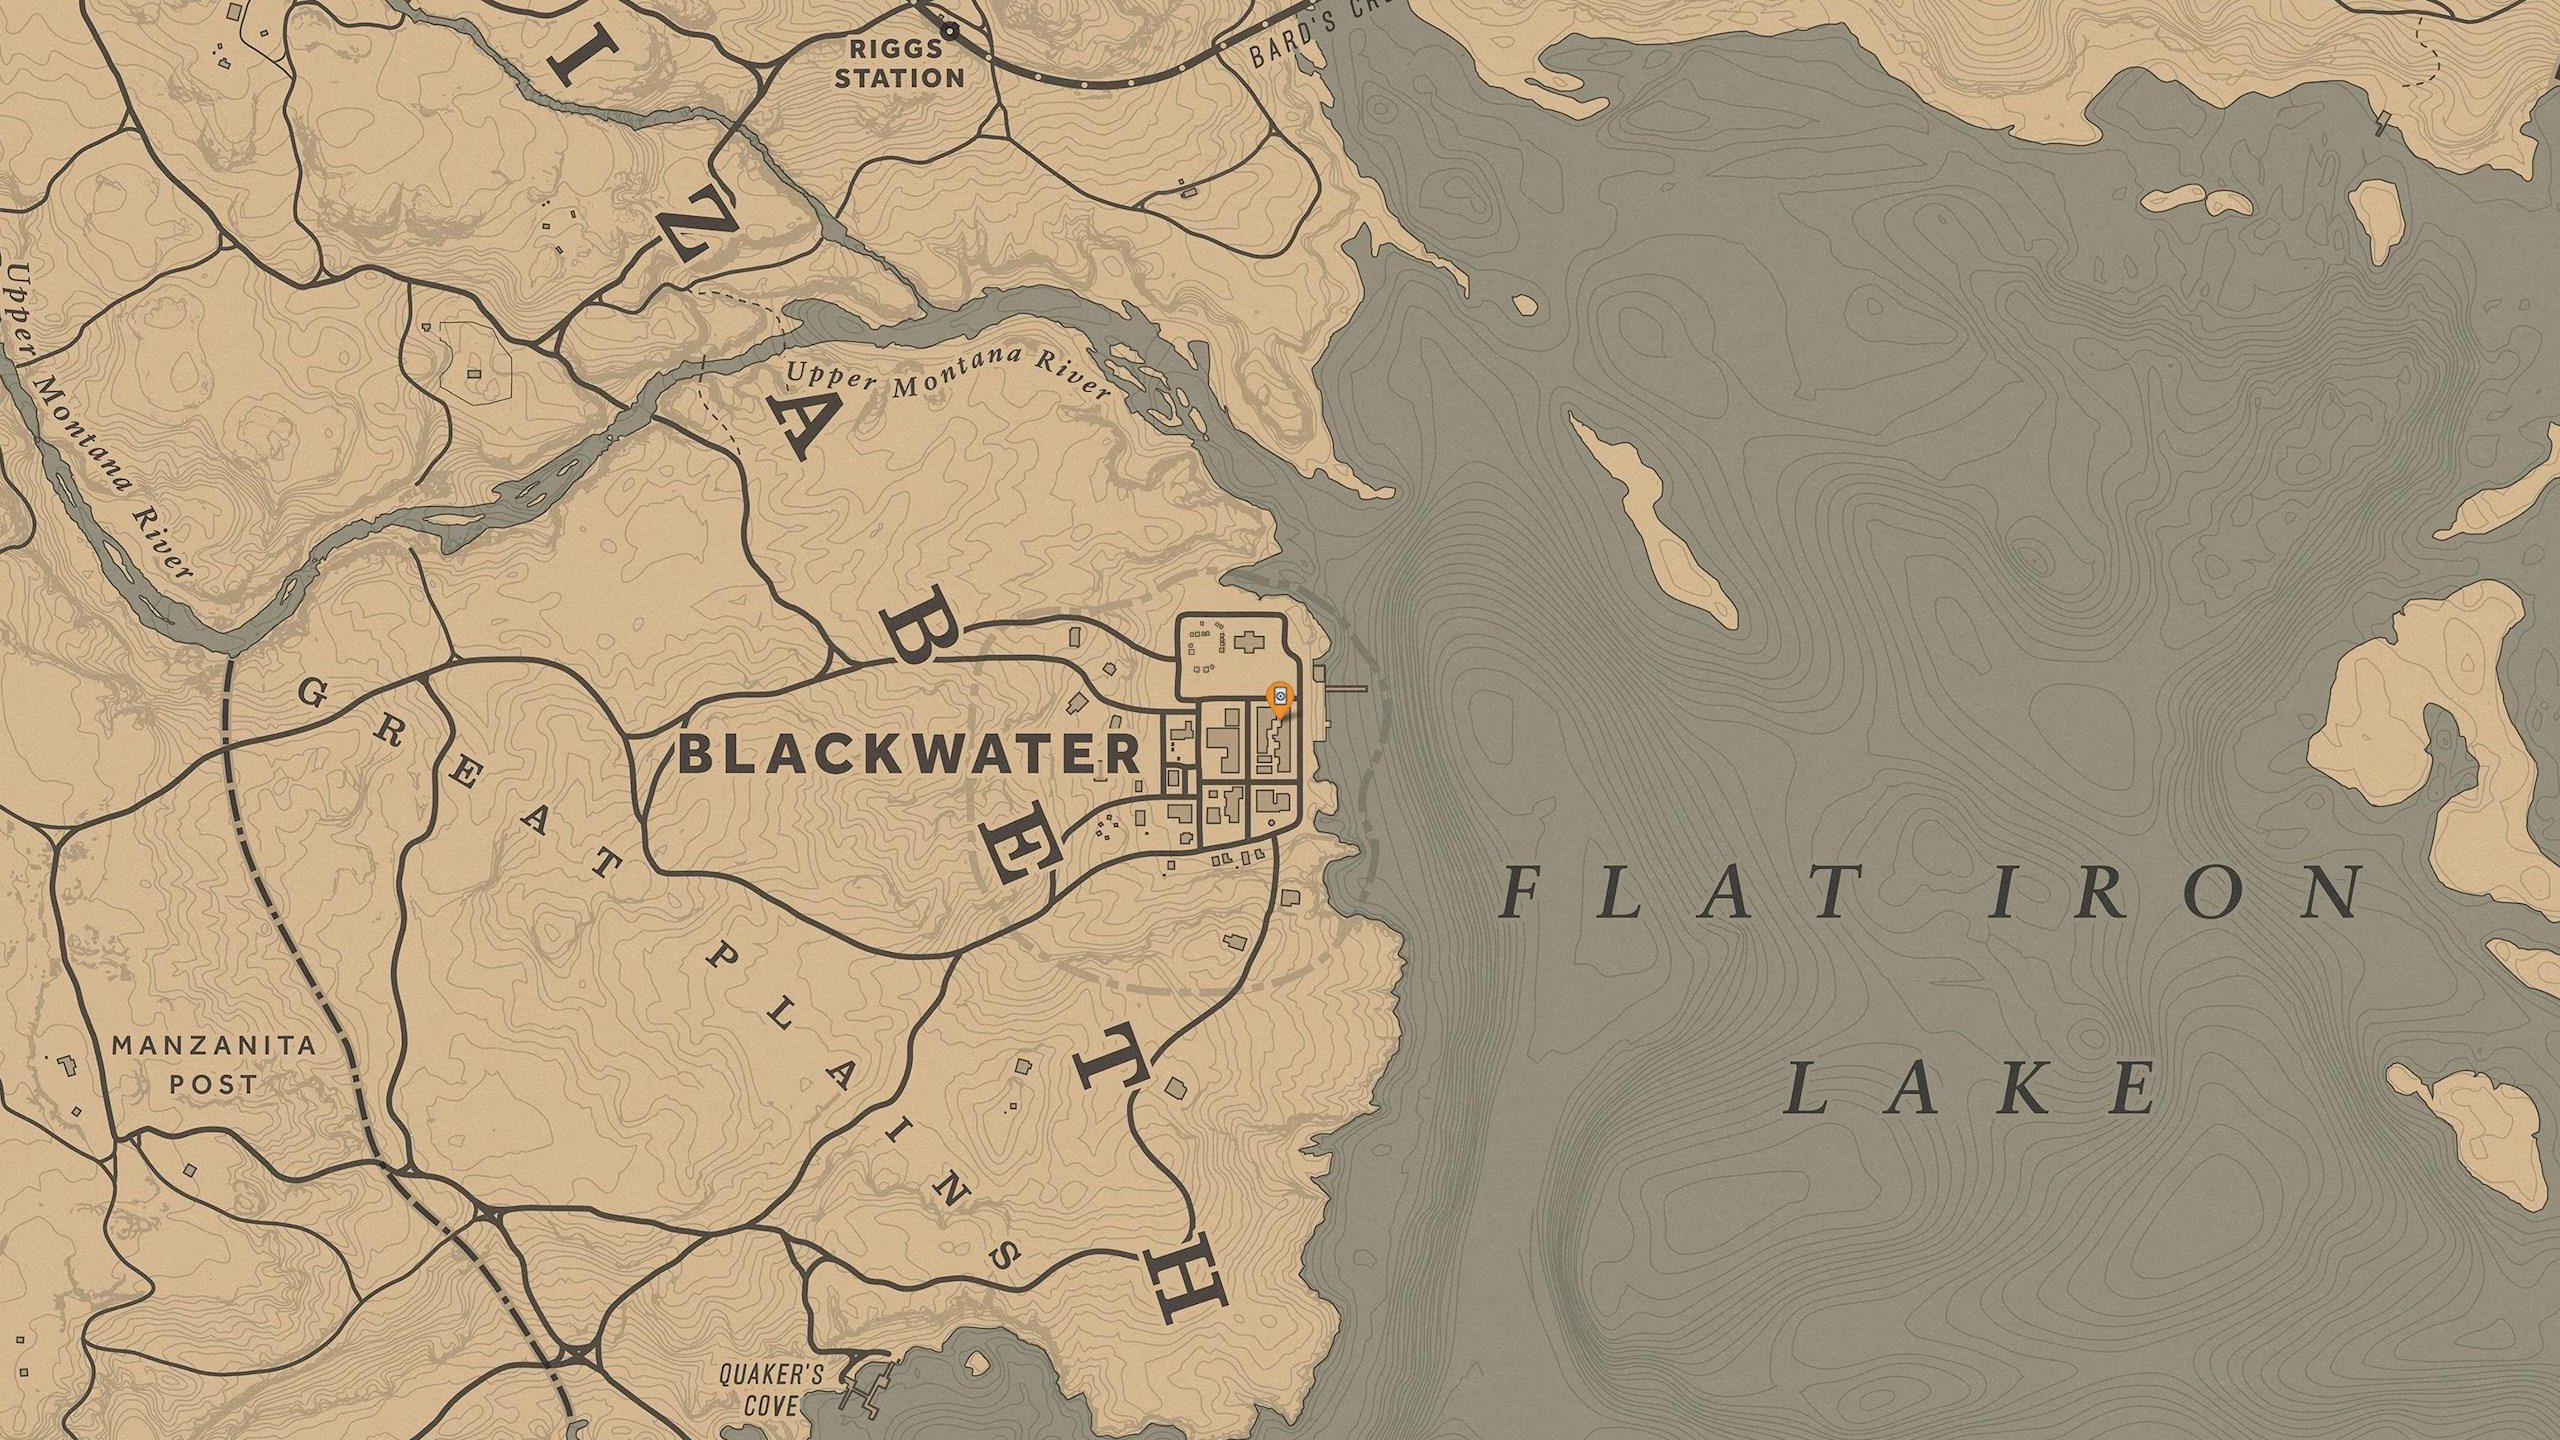 BARD'S CR
RIGGS
STATION
Upper Montana River
Upper Montana River
BLACKWATER
GREAT PLAINS
I Z A B E T H
FLAT IRON
LAKE
MANZANITA
POST
QUAKER'S
COVE